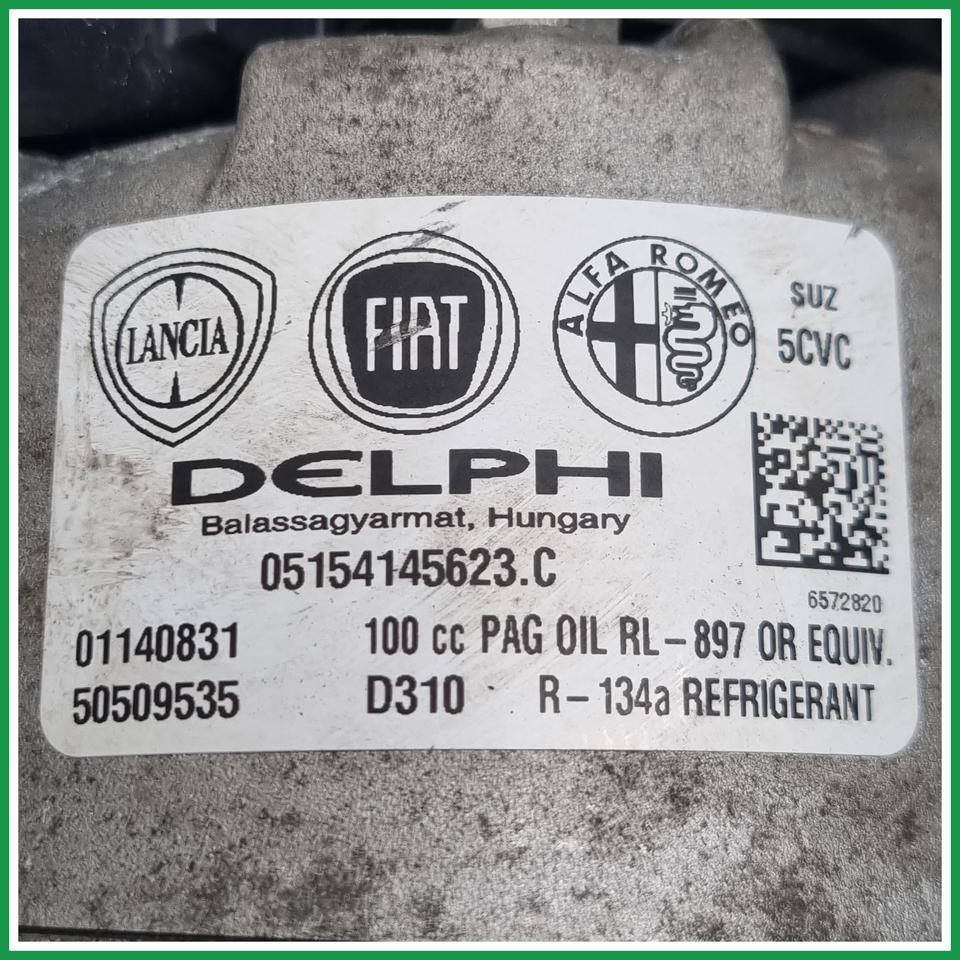 LANCIA
FIAT
ALFA ROMEO
SUZ
5CVC
DELPHI
Balassagyarmat, Hungary
05154145623.C
6572820
01140831 100 cc PAG OIL RL-897 OR EQUIV.
50509535 D310 R-134a REFRIGERANT